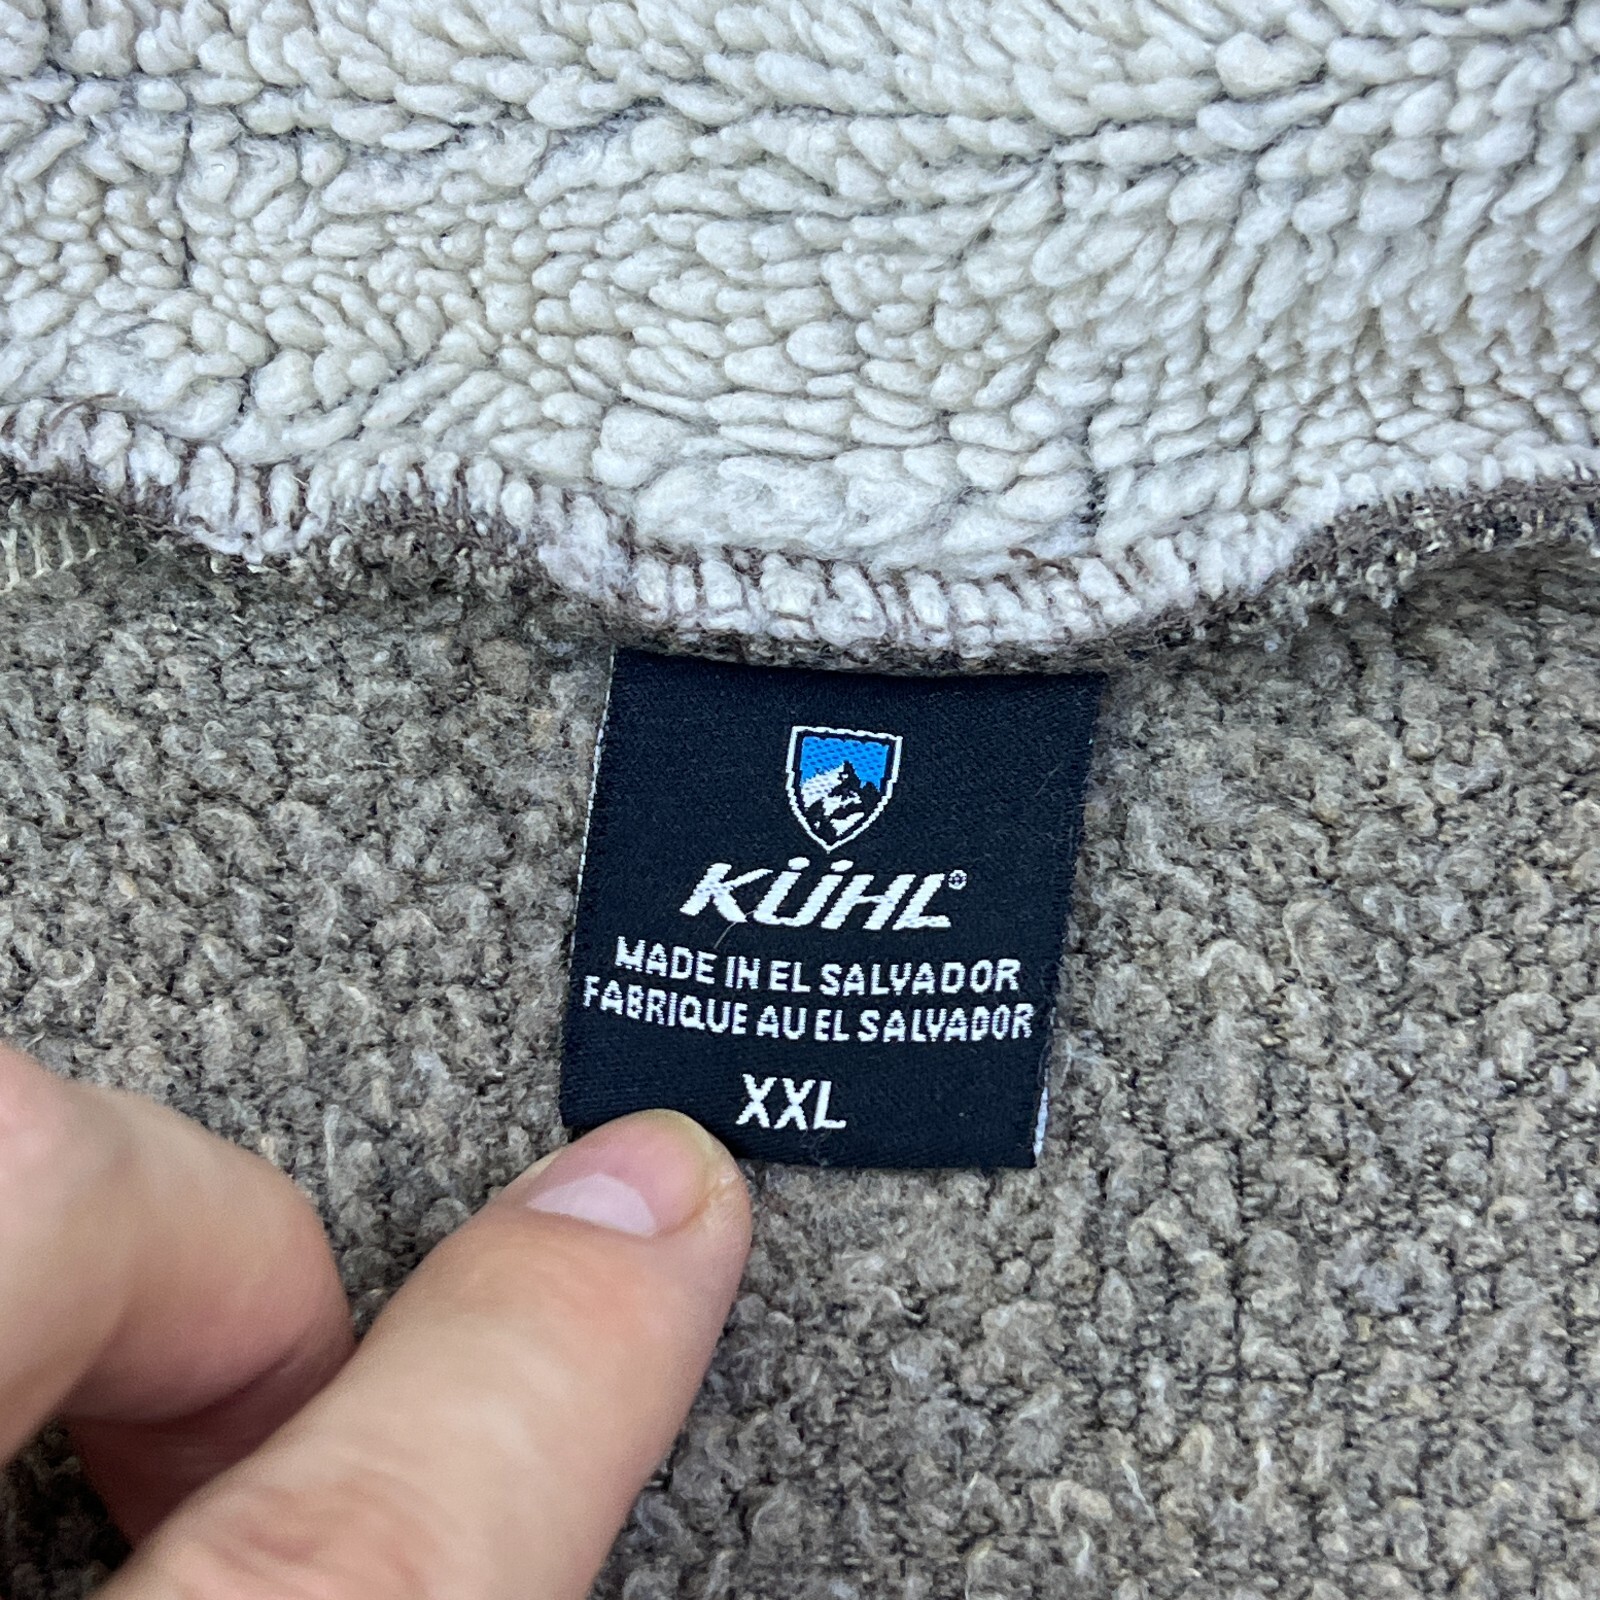 KÜHL®
MADE IN EL SALVADOR
FABRIQUE AU EL SALVADOR
XXL